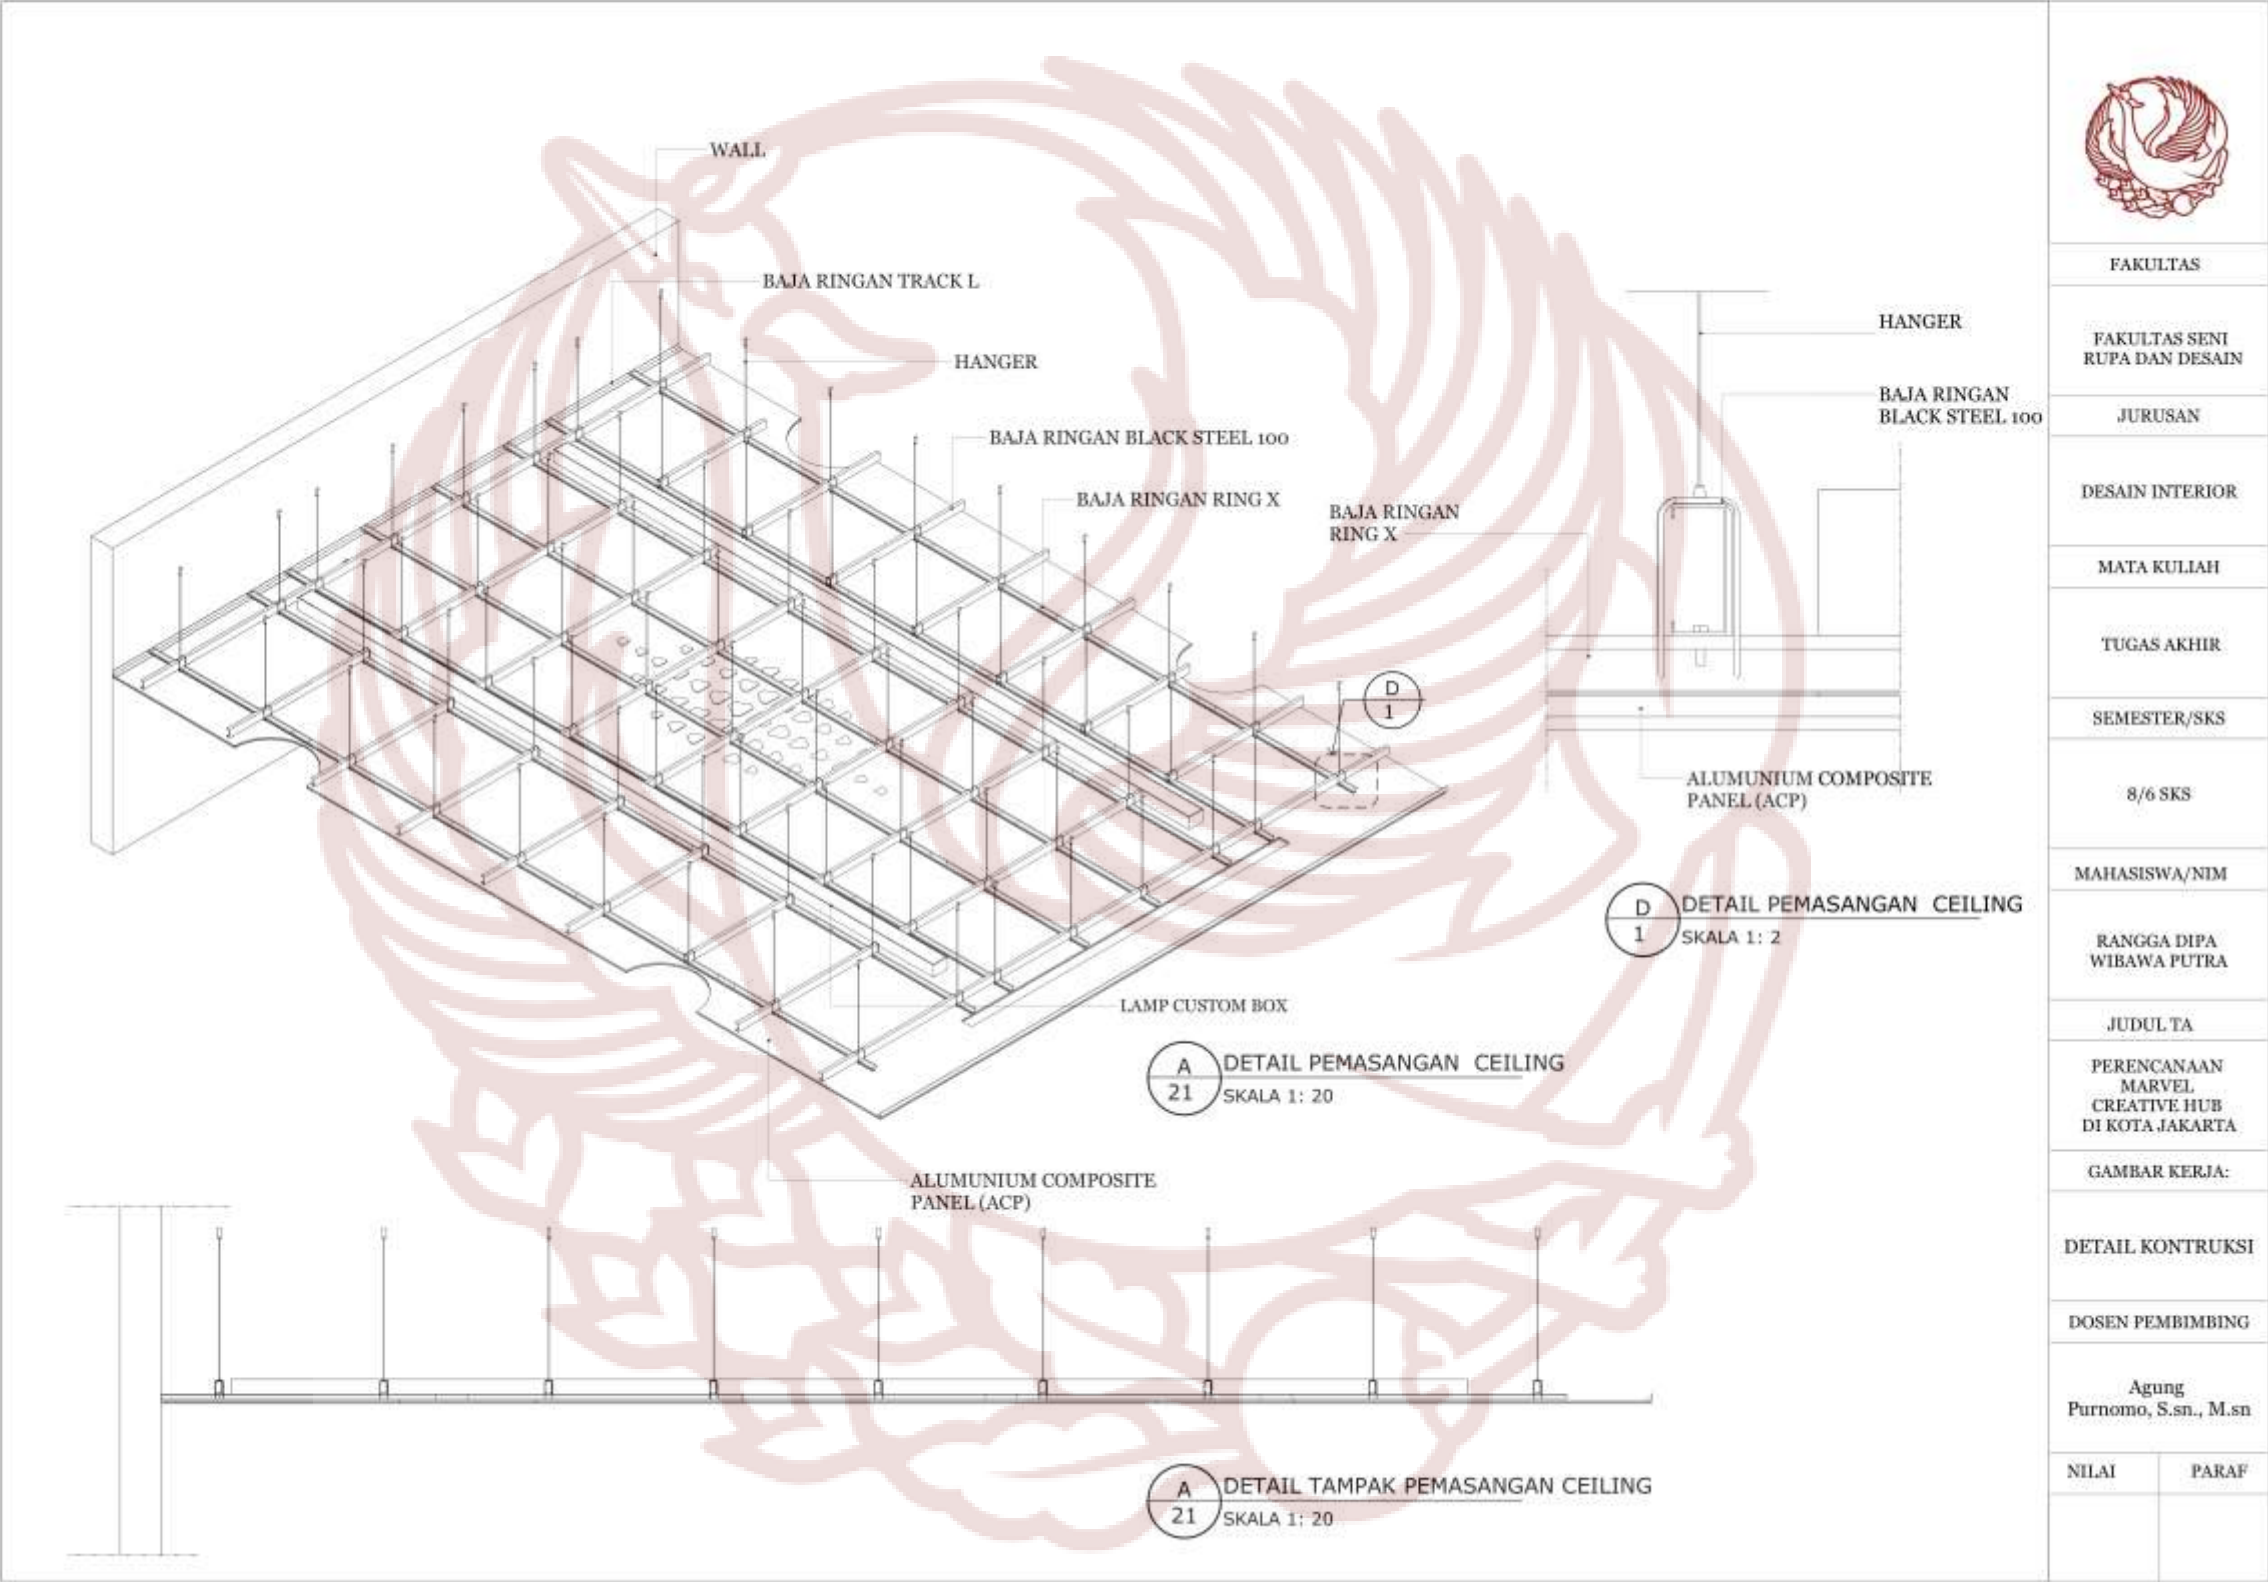 WALL
BAJA RINGAN TRACK L
HANGER
BAJA RINGAN BLACK STEEL 100
BAJA RINGAN RING X
D
1
LAMP CUSTOM BOX
A
21
DETAIL PEMASANGAN CEILING
SKALA 1: 20
ALUMUNIUM COMPOSITE
PANEL (ACP)
HANGER
BAJA RINGAN
BLACK STEEL 100
BAJA RINGAN
RING X
ALUMUNIUM COMPOSITE
PANEL (ACP)
D
1
DETAIL PEMASANGAN CEILING
SKALA 1: 2
A
21
DETAIL TAMPAK PEMASANGAN CEILING
SKALA 1: 20
FAKULTAS
FAKULTAS SENI
RUPA DAN DESAIN
JURUSAN
DESAIN INTERIOR
MATA KULIAH
TUGAS AKHIR
SEMESTER/SKS
8/6 SKS
MAHASISWA/NIM
RANGGA DIPA
WIBAWA PUTRA
JUDUL TA
PERENCANAAN
MARVEL
CREATIVE HUB
DI KOTA JAKARTA
GAMBAR KERJA:
DETAIL KONTRUKSI
DOSEN PEMBIMBING
Agung
Purnomo, S.sn., M.sn
NILAI PARAF